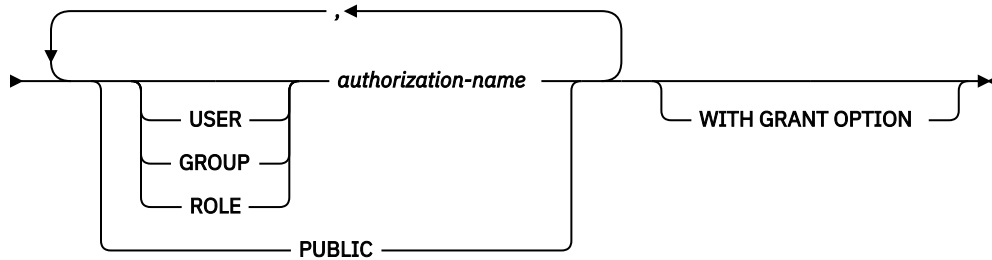 ,
authorization-name
USER
WITH GRANT OPTION
GROUP
ROLE
PUBLIC